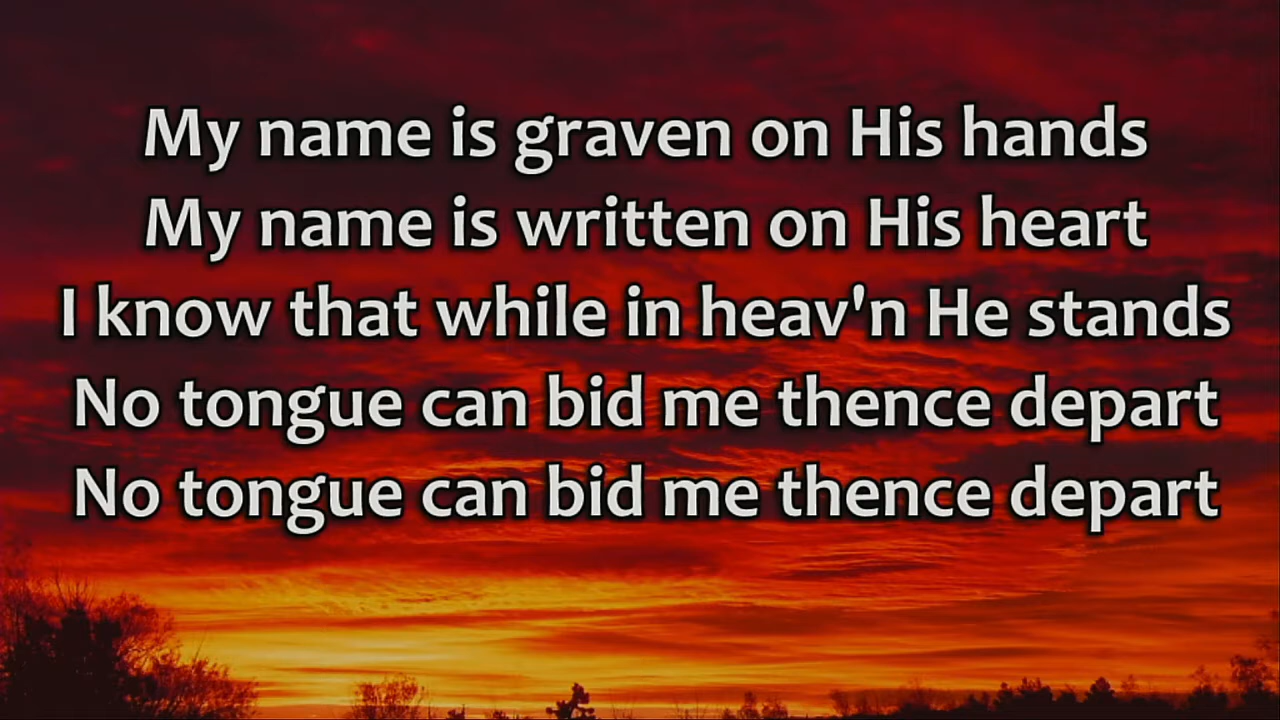 My name is graven on His hands
My name is written on His heart
I know that while in heav'n He stands
No tongue can bid me thence depart
No tongue can bid me thence depart